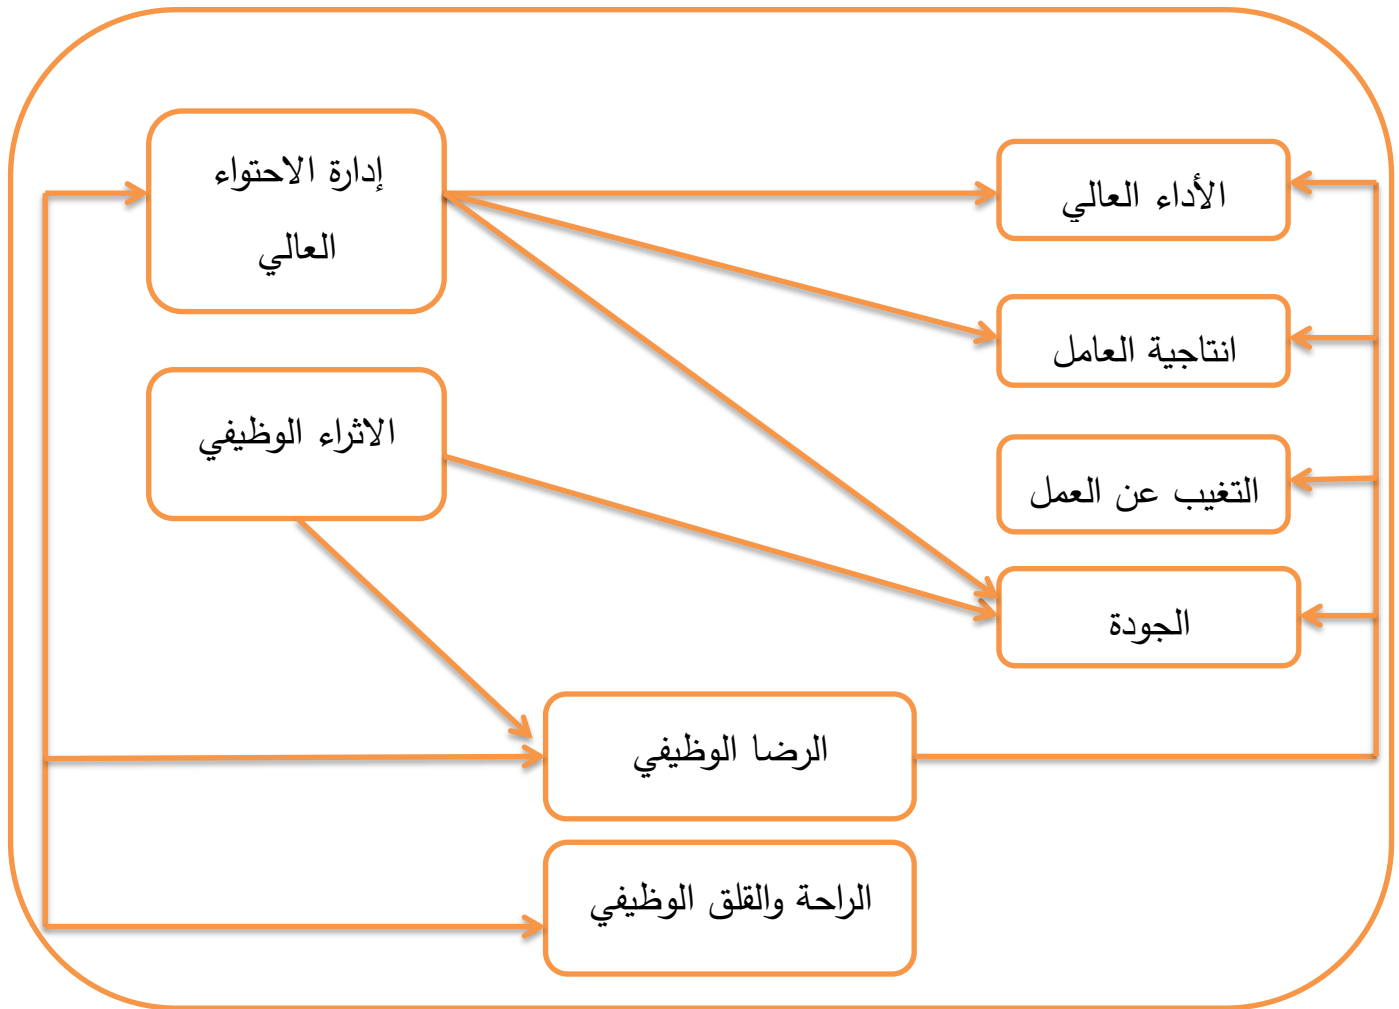 إدارة الاحتواء
العالي
الأداء العالي
انتاجية العامل
الاثراء الوظيفي
التغيب عن العمل
الجودة
الرضا الوظيفي
الراحة والقلق الوظيفي